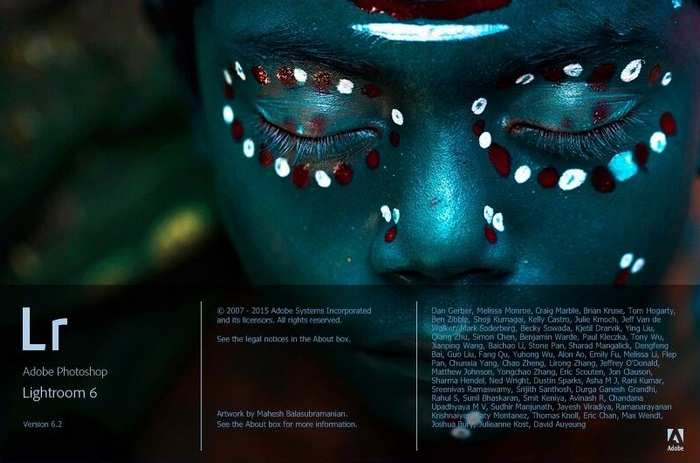 Lr
Adobe Photoshop
Lightroom 6
Version 6.2
© 2007 - 2015 Adobe Systems Incorporated
and its licensors. All rights reserved.
See the legal notices in the About box.
Artwork by Mahesh Balasubramanian.
See the About box for more information.
Dan Gerber, Melissa Monroe, Craig Marble, Brian Kruse, Tom Hogarty,
Ben Zibble, Shoji Kumagai, Kelly Castro, Julie Kmoch, Jeff Van de
Walker, Mark Soderberg, Becky Sowada, Kjetil Drarvik, Ying Liu,
Qiang Zhu, Simon Chen, Benjamin Warde, Paul Kleczka, Tony Wu,
Jianping Wang, Baichao Li, Stone Pan, Sharad Mangalick, Dengfeng
Bai, Guo Liu, Fang Qu, Yuhong Wu, Alon Ao, Emily Fu, Melissa Li, Flep
Pan, Chunxia Yang, Chao Zheng, Lirong Zhang, Jeffrey O'Donald,
Matthew Johnson, Yongchao Zhang, Eric Scouten, Jon Clauson,
Sharma Hendel, Ned Wright, Dustin Sparks, Asha M J, Rani Kumar,
Sreenivas Ramaswamy, Srijith Santhosh, Durga Ganesh Grandhi,
Rahul S, Sunil Bhaskaran, Smit Keniya, Avinash R, Chandana
Upadhyaya M V, Sudhir Manjunath, Jayesh Viradiya, Ramanarayanan
Montanez, Thomas Knoll, Eric Chan, Max Wendt,
Joshua Bury, Julieanne Kost, David Auyeung
Adobe